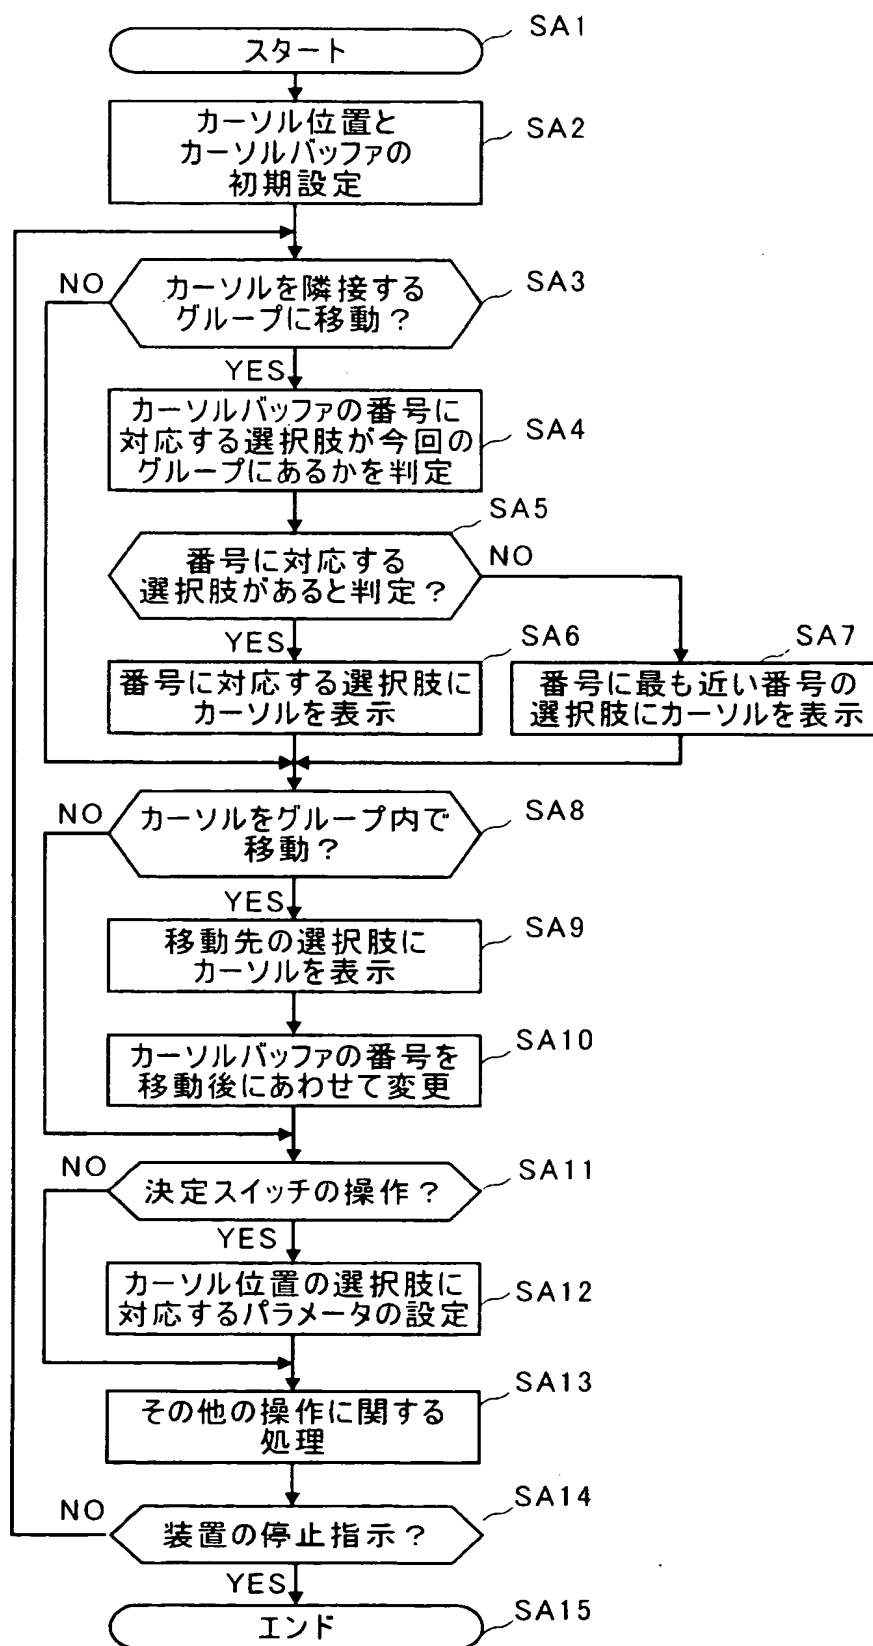 スタート
SA1
カーソル位置と
カーソルバッファの
初期設定
SA2
NO
カーソルを隣接する
グループに移動?
SA3
YES
カーソルバッファの番号に
対応する選択肢が今回の
グループにあるかを判定
SA4
SA5
番号に対応する
選択肢があると判定?
NO
YES
SA6
SA7
番号に対応する選択肢に
カーソルを表示
番号に最も近い番号の
選択肢にカーソルを表示
NO
カーソルをグループ内で
移動?
SA8
YES
移動先の選択肢に
カーソルを表示
SA9
カーソルバッファの番号を
移動後にあわせて変更
SA10
NO
決定スイッチの操作?
SA11
YES
カーソル位置の選択肢に
対応するパラメータの設定
SA12
その他の操作に関する
処理
SA13
NO
装置の停止指示?
SA14
YES
エンド
SA15